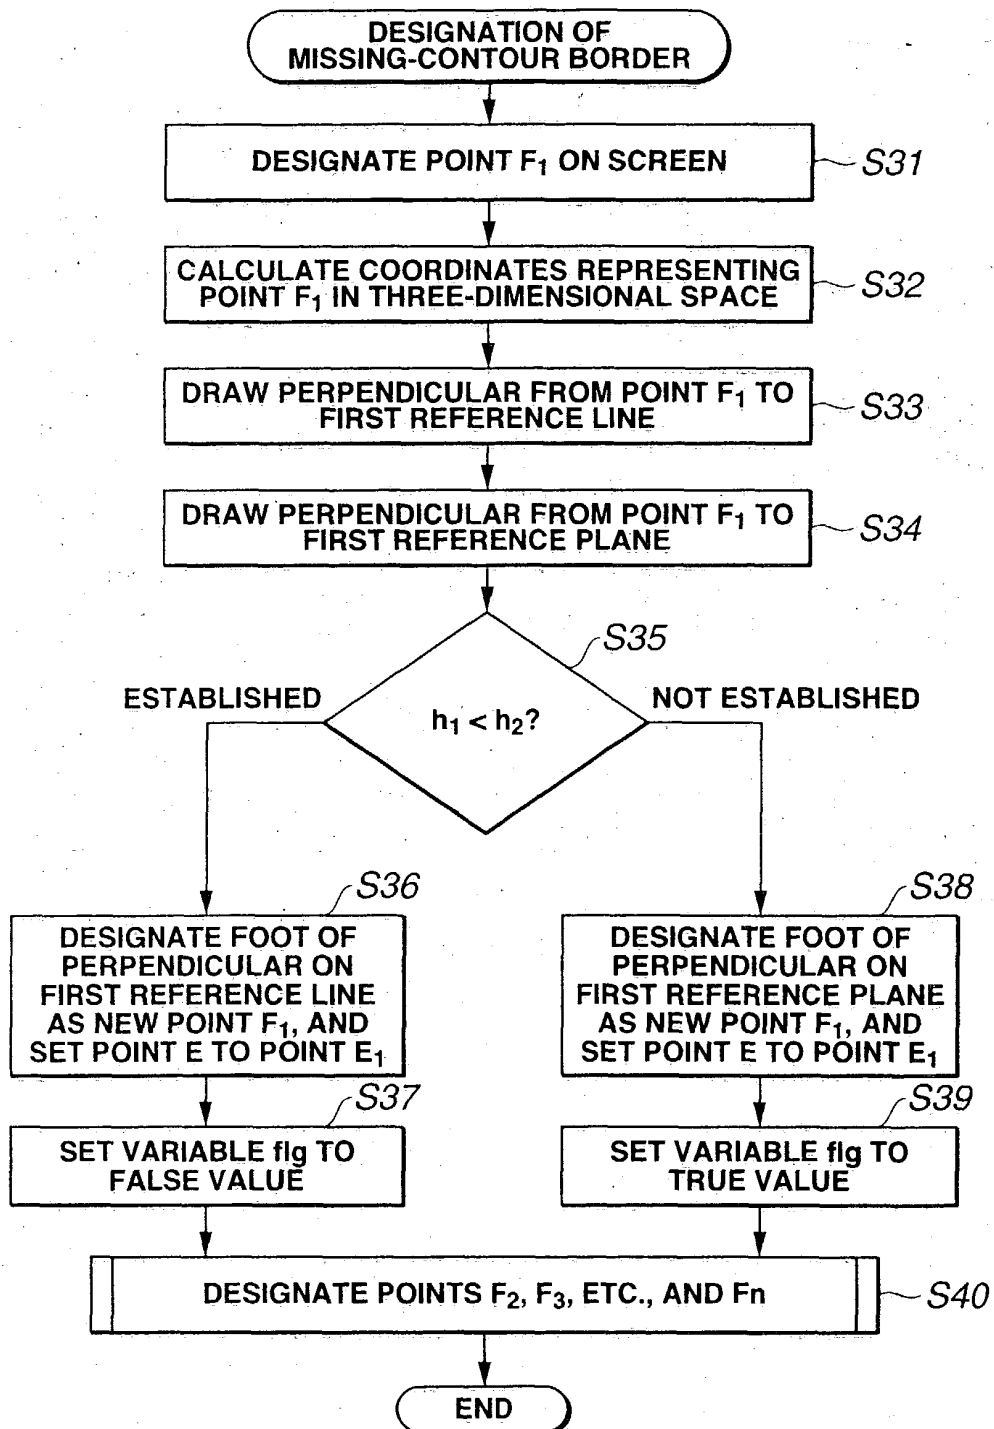 DESIGNATION OF
MISSING-CONTOUR BORDER
DESIGNATE POINT F₁ ON SCREEN
S31
CALCULATE COORDINATES REPRESENTING
POINT F₁ IN THREE-DIMENSIONAL SPACE
S32
DRAW PERPENDICULAR FROM POINT F₁ TO
FIRST REFERENCE LINE
S33
DRAW PERPENDICULAR FROM POINT F₁ TO
FIRST REFERENCE PLANE
S34
S35
ESTABLISHED
h₁ < h₂?
NOT ESTABLISHED
S36
DESIGNATE FOOT OF
PERPENDICULAR ON
FIRST REFERENCE LINE
AS NEW POINT F₁, AND
SET POINT E TO POINT E₁
S38
DESIGNATE FOOT OF
PERPENDICULAR ON
FIRST REFERENCE PLANE
AS NEW POINT F₁, AND
SET POINT E TO POINT E₁
S37
SET VARIABLE flg TO
FALSE VALUE
S39
SET VARIABLE flg TO
TRUE VALUE
DESIGNATE POINTS F₂, F₃, ETC., AND Fn
S40
END